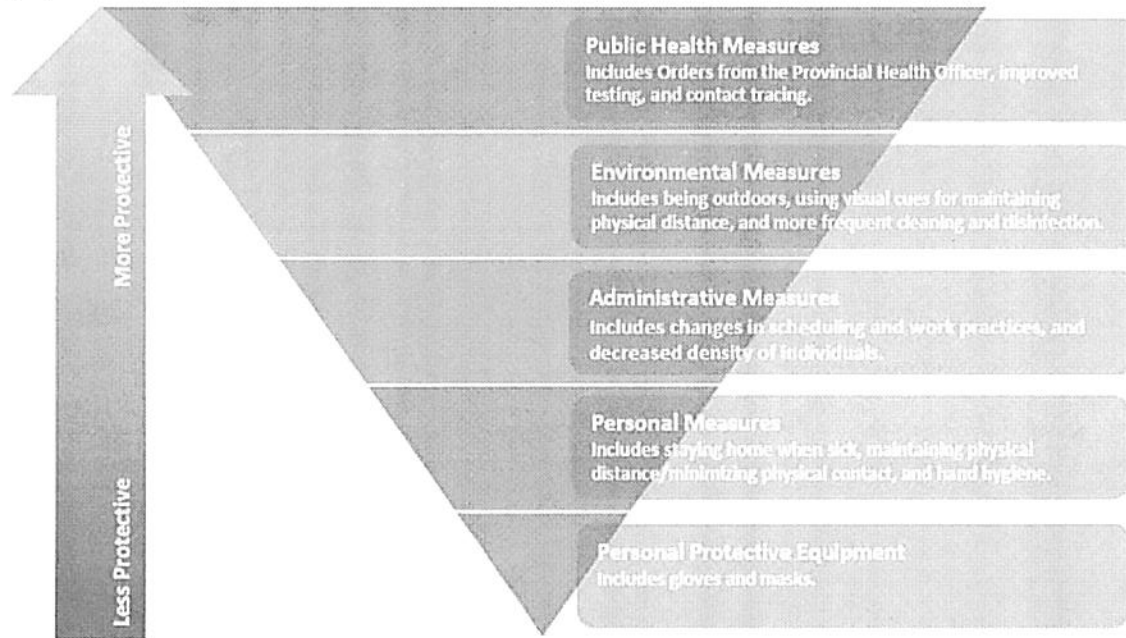 More Protective
Less Protective
Public Health Measures
Includes Orders from the Provincial Health Officer, improved
testing, and contact tracing.
Environmental Measures
Includes being outdoors, using visual cues for maintaining
physical distance, and more frequent cleaning and disinfection.
Administrative Measures
Includes changes in scheduling and work practices, and
decreased density of individuals.
Personal Measures
Includes staying home when sick, maintaining physical
distance/minimizing physical contact, and hand hygiene.
Personal Protective Equipment
Includes gloves and masks.